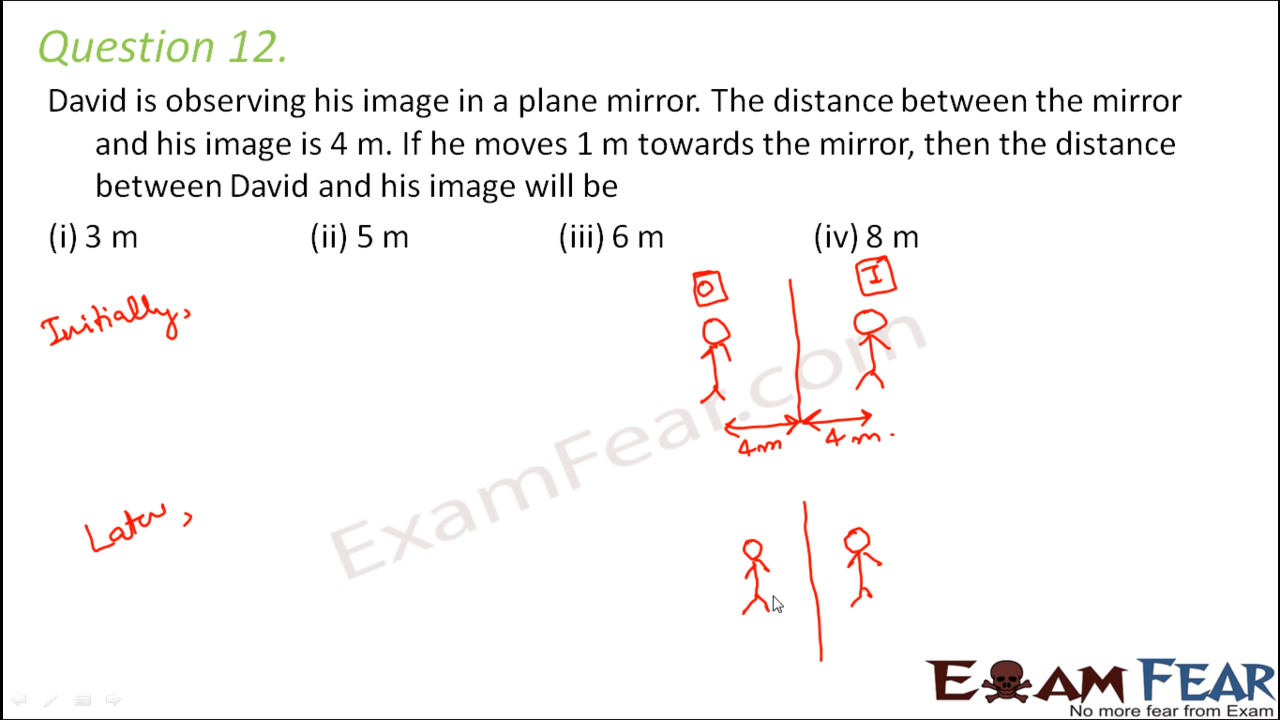 Question 12.
David is observing his image in a plane mirror. The distance between the mirror
and his image is 4 m. If he moves 1 m towards the mirror, then the distance
between David and his image will be
(i) 3 m (ii) 5 m (iii) 6 m (iv) 8 m
O I
Initially,
4m 4 m.
Later,
ExamFear.com
EXAM FEAR
No more fear from Exam